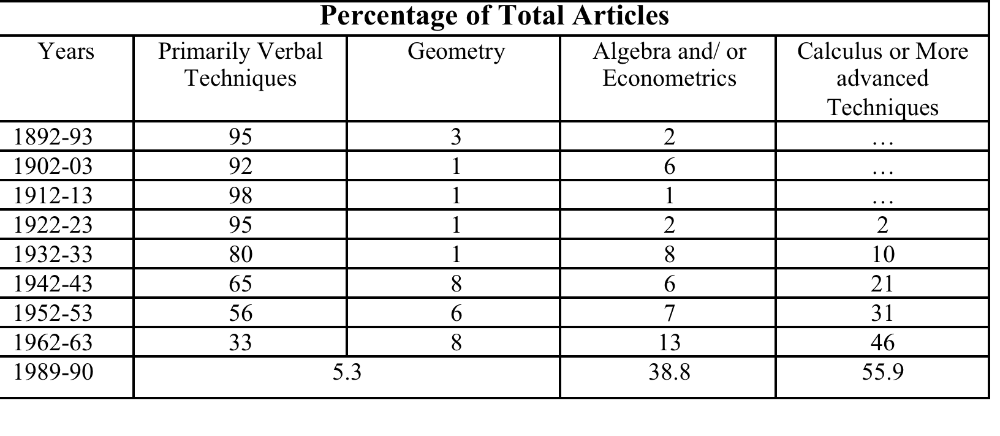 Percentage of Total Articles
Years Primarily Verbal Geometry Algebra and/ or Calculus or More
Techniques Econometrics advanced
Techniques
1892-93 95 3 2 …
1902-03 92 1 6 …
1912-13 98 1 1 …
1922-23 95 1 2 2
1932-33 80 1 8 10
1942-43 65 8 6 21
1952-53 56 6 7 31
1962-63 33 8 13 46
1989-90 5.3 38.8 55.9